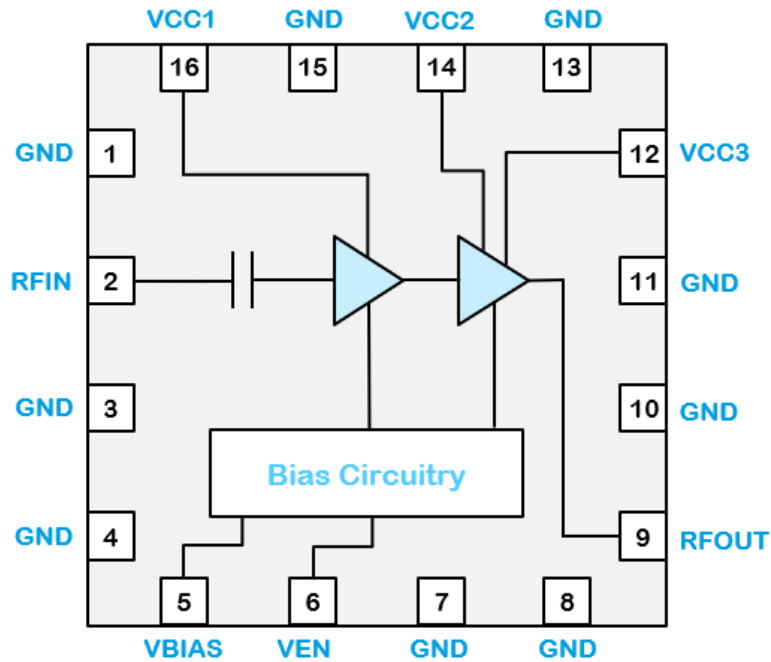 VCC1 GND VCC2 GND
16 15 14 13
GND 1 12 VCC3
RFIN 2 11 GND
GND 3 10 GND
Bias Circuitry
GND 4 9 RFOUT
5 6 7 8
VBIAS VEN GND GND